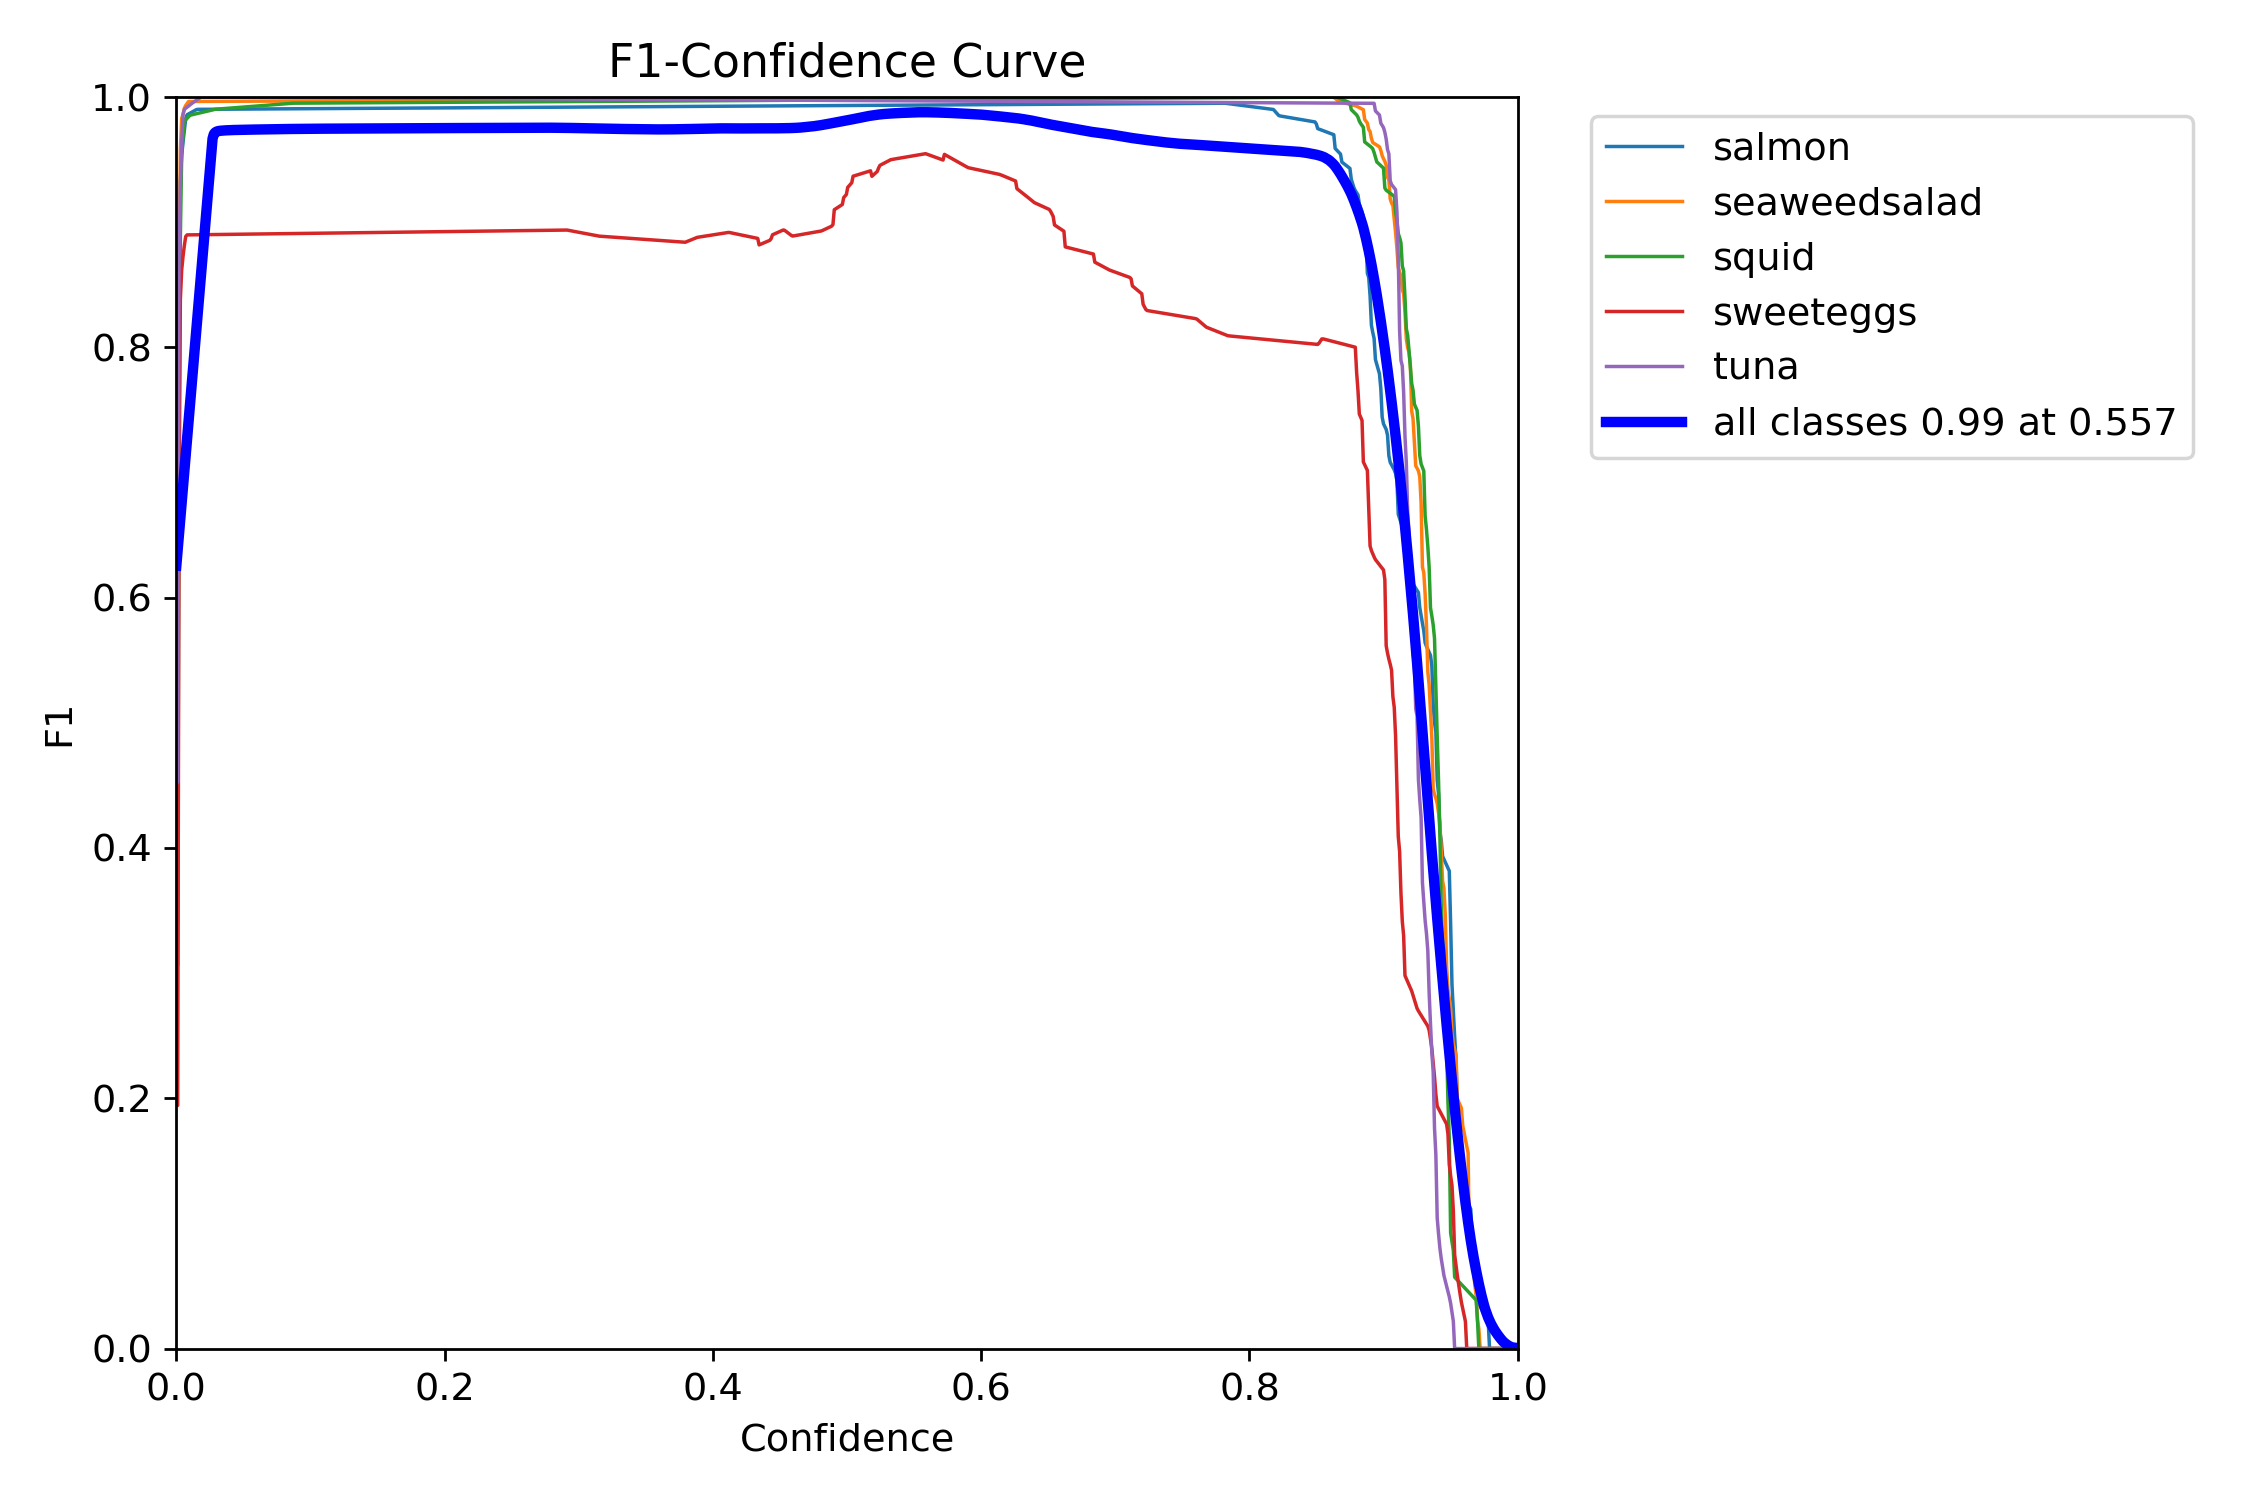 F1-Confidence Curve
1.0
0.8
0.6
0.4
0.2
0.0
F1
0.0 0.2 0.4 0.6 0.8 1.0
Confidence
salmon
seaweedsalad
squid
sweeteggs
tuna
all classes 0.99 at 0.557